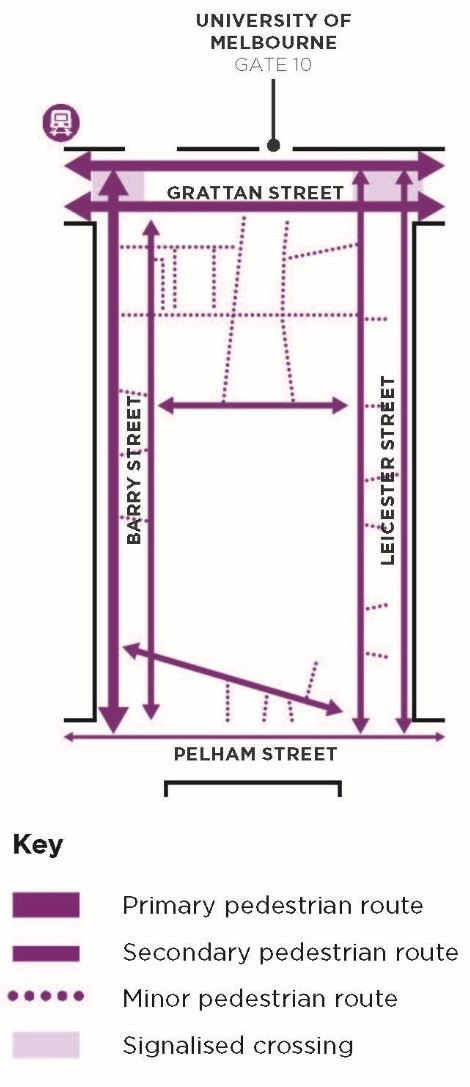 UNIVERSITY OF
MELBOURNE
GATE 10
GRATTAN STREET
BARRY STREET
LEICESTER STREET
PELHAM STREET
Key
Primary pedestrian route
Secondary pedestrian route
Minor pedestrian route
Signalised crossing